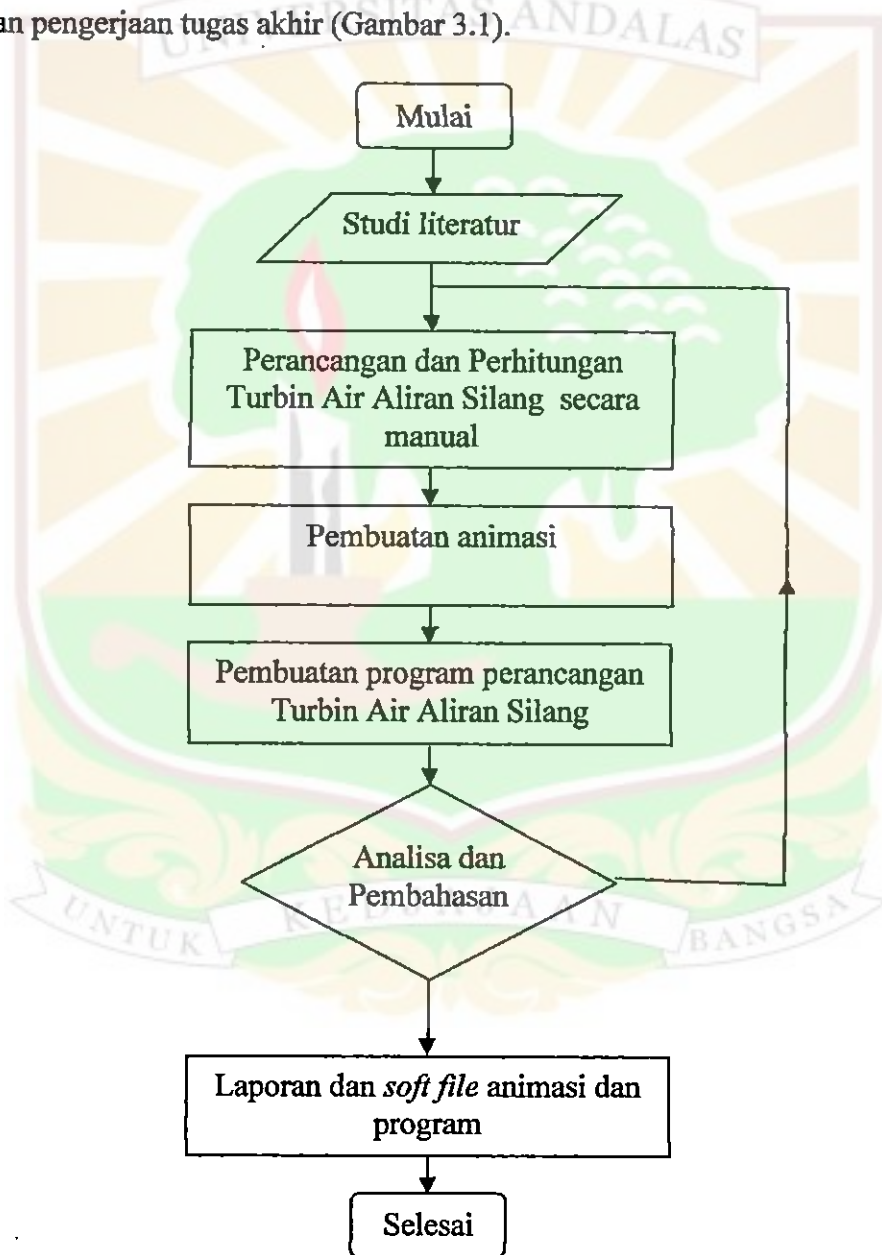 an pengerjaan tugas akhir (Gambar 3.1).
UNIVERSITAS ANDALAS
Mulai
Studi literatur
Perancangan dan Perhitungan
Turbin Air Aliran Silang secara
manual
Pembuatan animasi
Pembuatan program perancangan
Turbin Air Aliran Silang
Analisa dan
Pembahasan
UNTUK KEDJAJAAN BANGSA
Laporan dan soft file animasi dan
program
Selesai